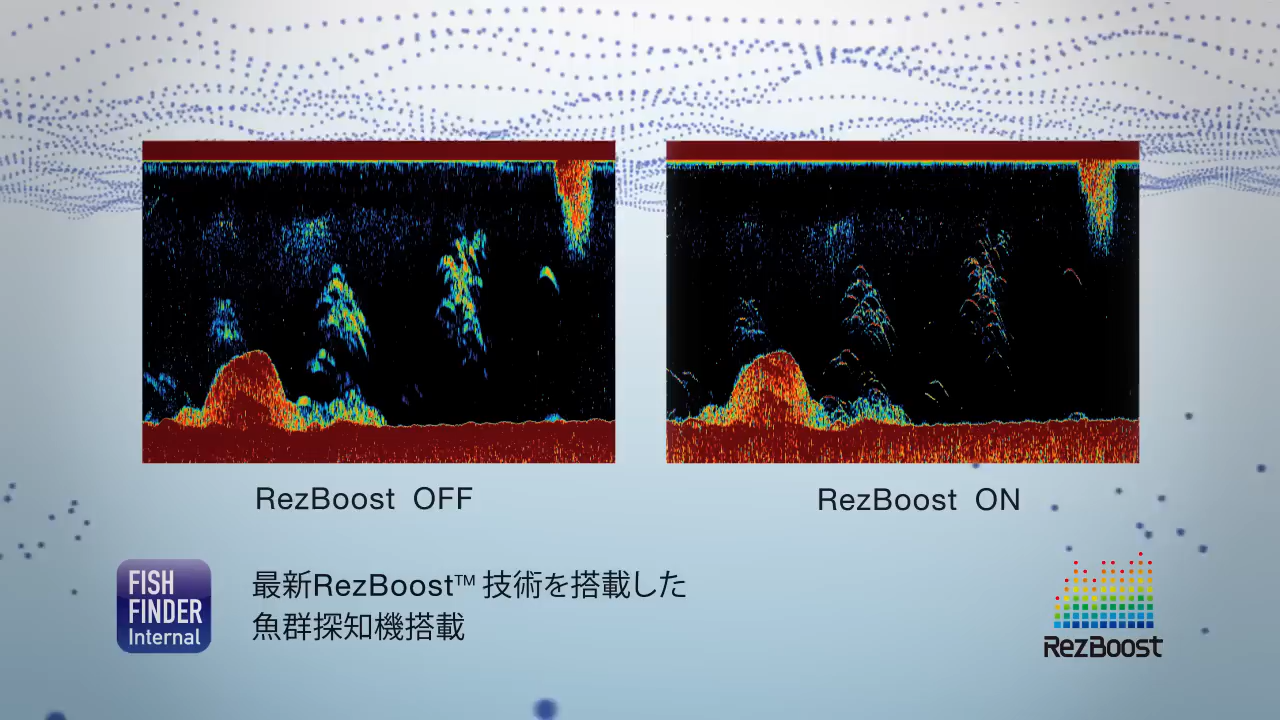 RezBoost OFF
RezBoost ON
FISH
FINDER
Internal
最新RezBoost™ 技術を搭載した
魚群探知機搭載
RezBoost